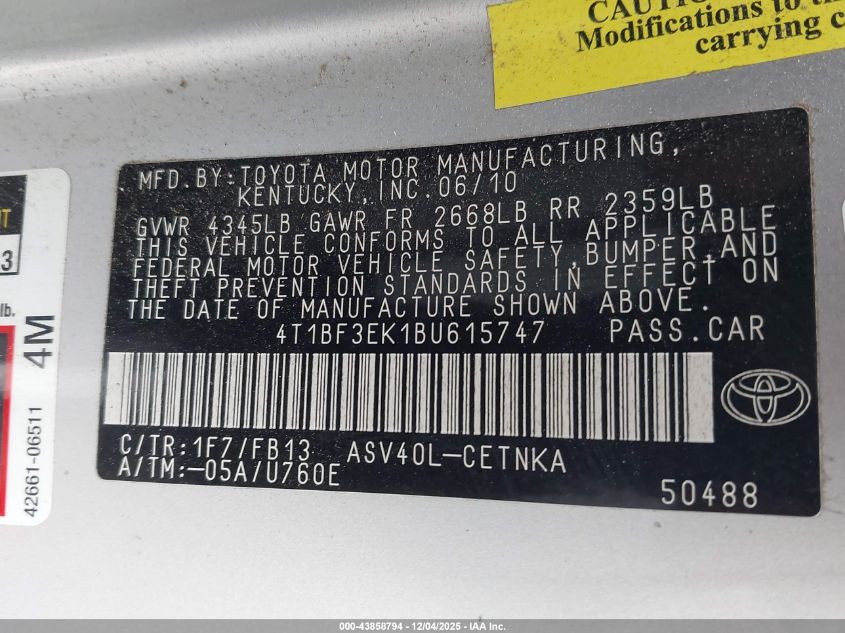 CAUTION
Modifications to
carrying
MFD.BY:TOYOTA MOTOR MANUFACTURING,
KENTUCKY,INC.06/10
GVWR 4345LB GAWR FR 2668LB RR 2359LB
THIS VEHICLE CONFORMS TO ALL APPLICABLE
FEDERAL MOTOR VEHICLE SAFETY,BUMPER,AND
THEFT PREVENTION STANDARDS IN EFFECT ON
THE DATE OF MANUFACTURE SHOWN ABOVE.
4T1BF3EK1BU615747 PASS.CAR
C/TR:1F7/FB13 ASV40L-CETNKA
A/TM:-05A/U760E
50488
3
lb.
4M
42661-06511
000-43858794 - 12/04/2025 - IAA Inc.